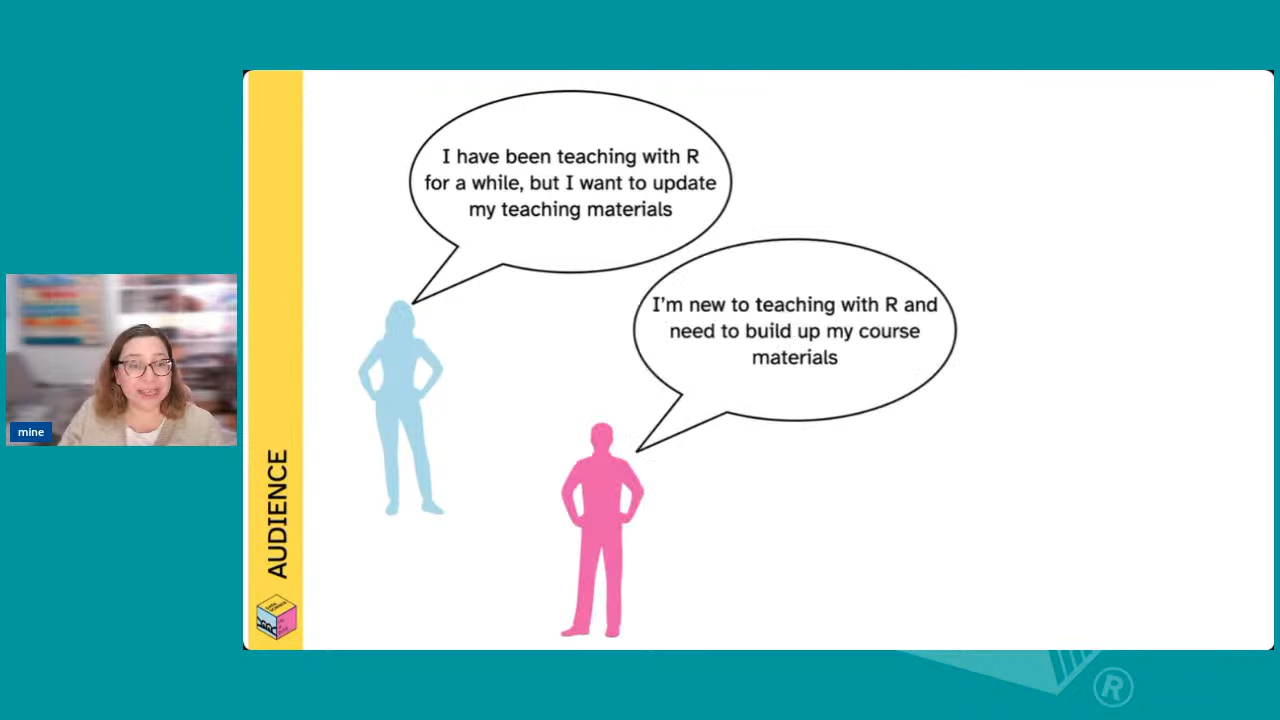 I have been teaching with R
for a while, but I want to update
my teaching materials
I'm new to teaching with R and
need to build up my course
materials
mine
AUDIENCE
®